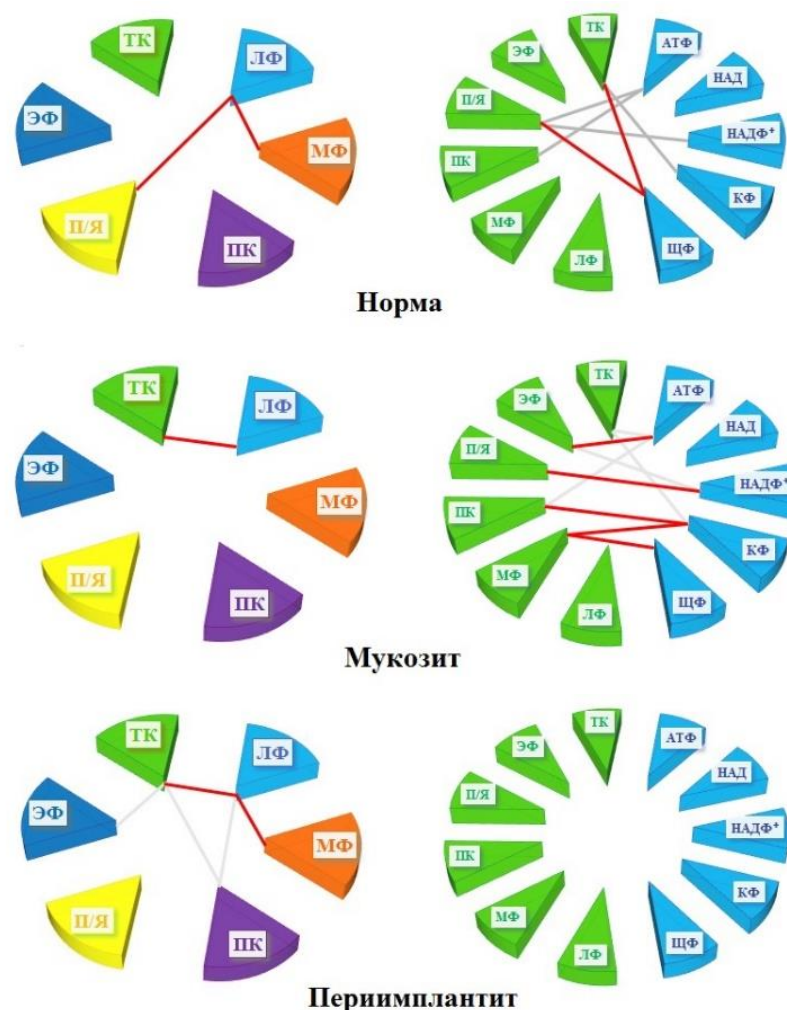 ТК
ЛФ
ЭФ
МФ
П/Я
ПК
ТК
АТФ
ЭФ
НАД
П/Я
НАДФ⁺
ПК
КФ
МФ
ЩФ
ЛФ
Норма
ТК
ЛФ
ЭФ
МФ
П/Я
ПК
ТК
АТФ
ЭФ
НАД
П/Я
НАДФ⁺
ПК
КФ
МФ
ЩФ
ЛФ
Мукозит
ТК
ЛФ
ЭФ
МФ
П/Я
ПК
ТК
АТФ
ЭФ
НАД
П/Я
НАДФ⁺
ПК
КФ
МФ
ЩФ
ЛФ
Периимплантит